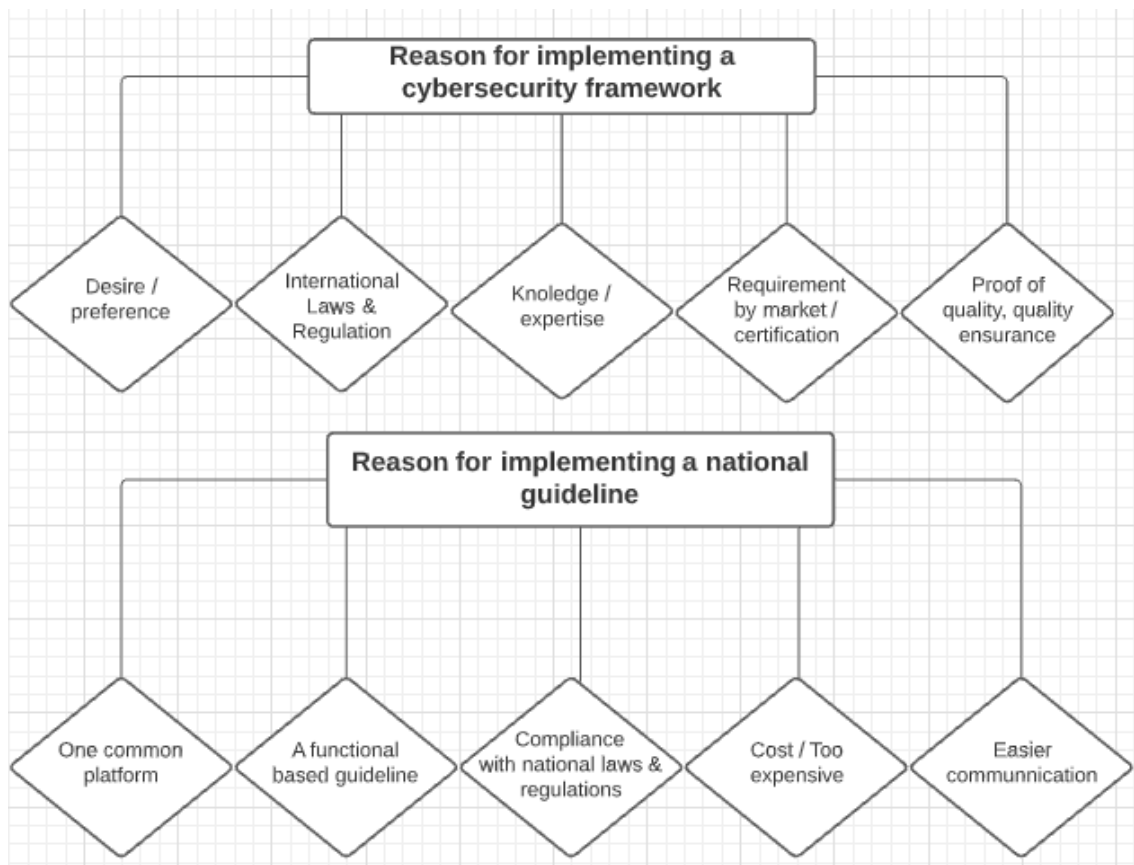 Reason for implementing a
cybersecurity framework
Desire /
preference
International
Laws &
Regulation
Knoledge /
expertise
Requirement
by market /
certification
Proof of
quality, quality
ensurance
Reason for implementing a national
guideline
One common
platform
A functional
based guideline
Compliance
with national laws &
regulations
Cost / Too
expensive
Easier
communnication